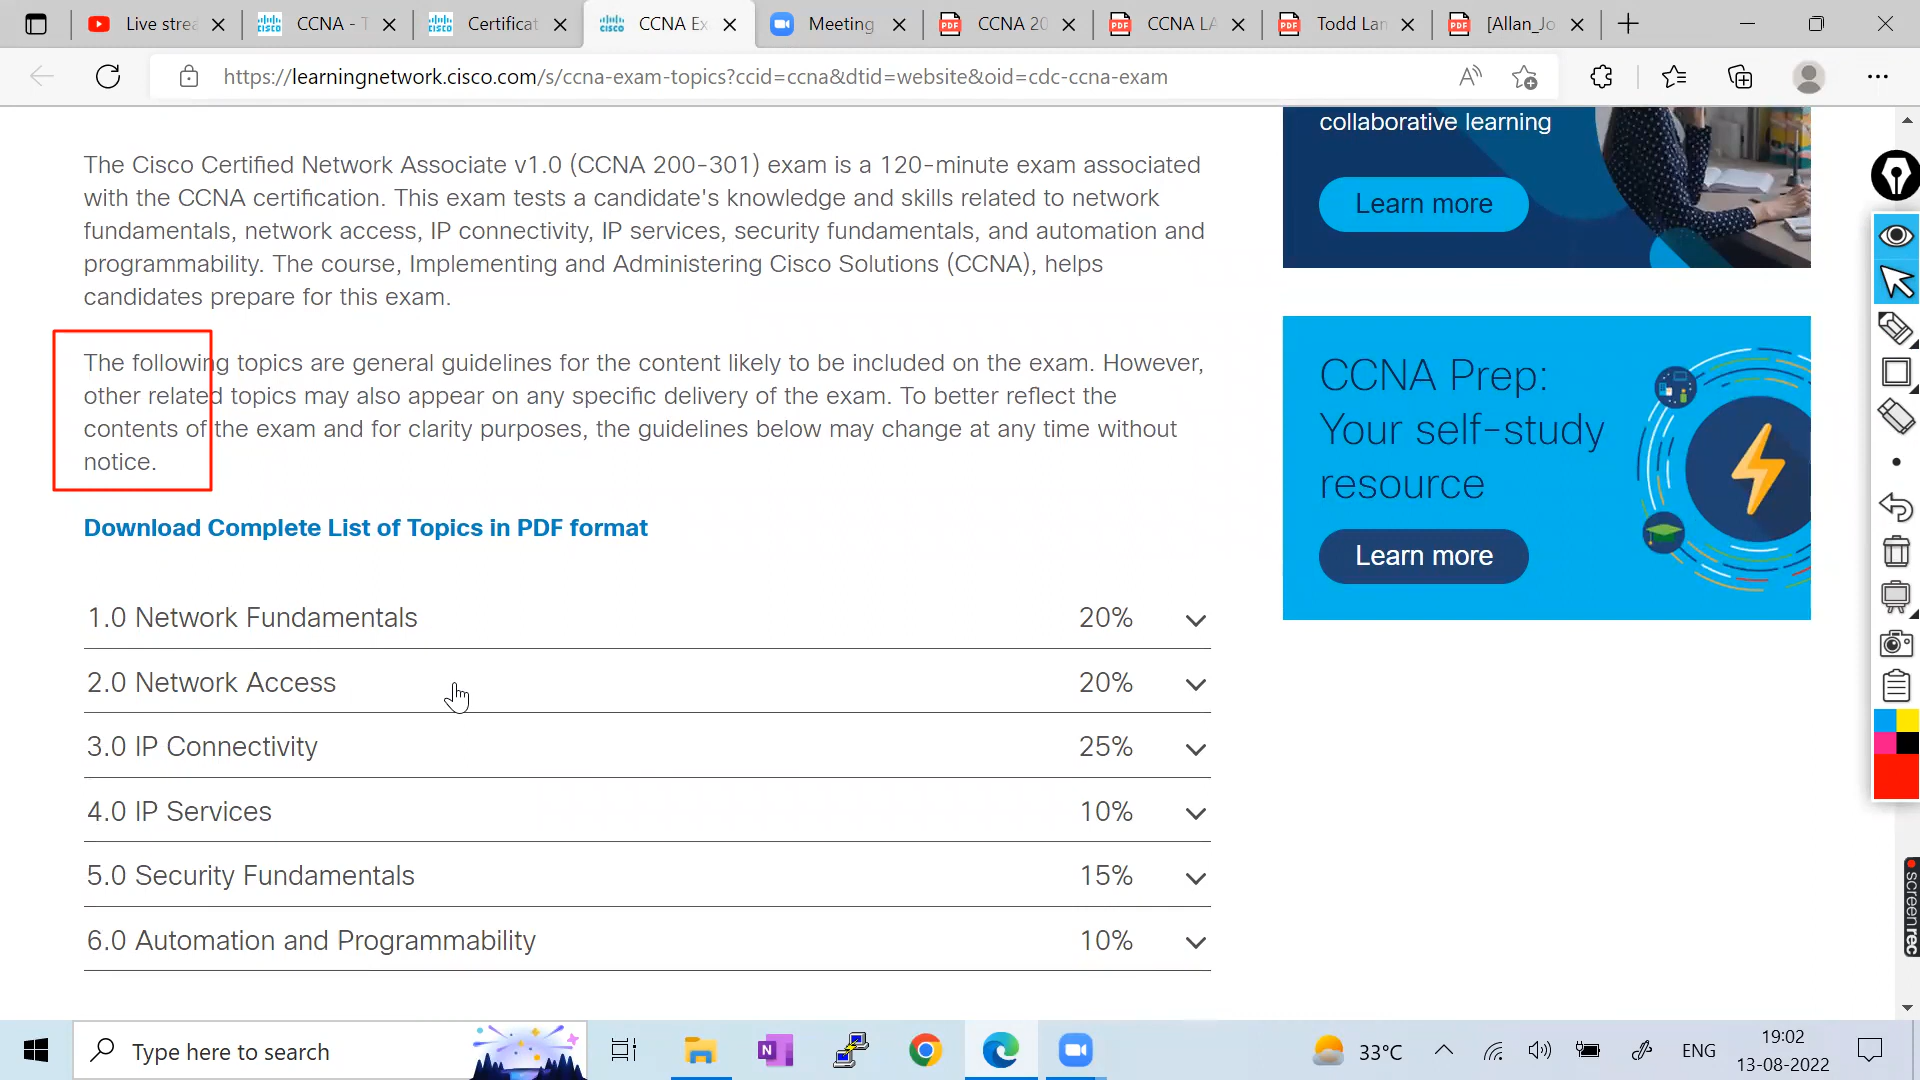 Live strea
CCNA - T
Certificat
CCNA Ex
Meeting
CCNA 20
CCNA LA
Todd Lam
[Allan_Jo
https://learningnetwork.cisco.com/s/ccna-exam-topics?ccid=ccna&dtid=website&oid=cdc-ccna-exam
collaborative learning
Learn more
The Cisco Certified Network Associate v1.0 (CCNA 200-301) exam is a 120-minute exam associated
with the CCNA certification. This exam tests a candidate's knowledge and skills related to network
fundamentals, network access, IP connectivity, IP services, security fundamentals, and automation and
programmability. The course, Implementing and Administering Cisco Solutions (CCNA), helps
candidates prepare for this exam.
The following topics are general guidelines for the content likely to be included on the exam. However,
other related topics may also appear on any specific delivery of the exam. To better reflect the
contents of the exam and for clarity purposes, the guidelines below may change at any time without
notice.
CCNA Prep:
Your self-study
resource
Learn more
Download Complete List of Topics in PDF format
1.0 Network Fundamentals 20%
2.0 Network Access 20%
3.0 IP Connectivity 25%
4.0 IP Services 10%
5.0 Security Fundamentals 15%
6.0 Automation and Programmability 10%
screenrec
Type here to search
33°C
ENG
19:02
13-08-2022